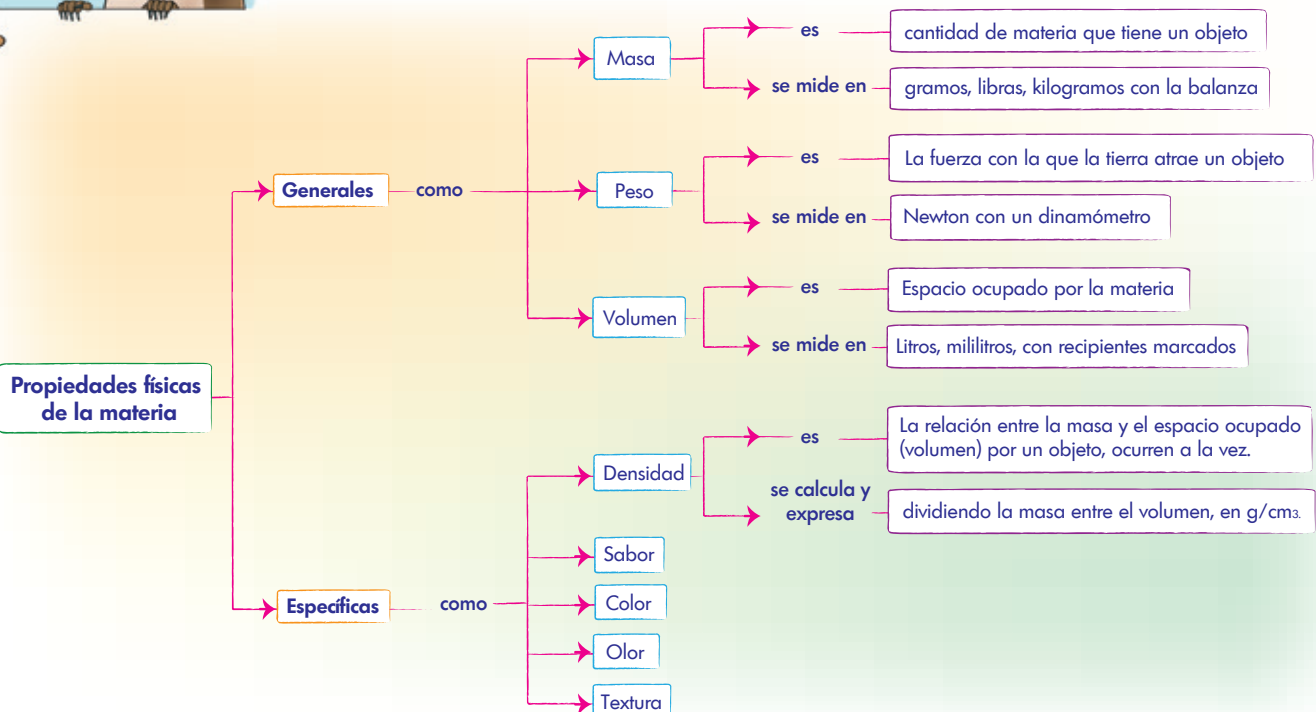 Propiedades físicas
de la materia
Generales
como
Masa
es
cantidad de materia que tiene un objeto
se mide en
gramos, libras, kilogramos con la balanza
Peso
es
La fuerza con la que la tierra atrae un objeto
se mide en
Newton con un dinamómetro
Volumen
es
Espacio ocupado por la materia
se mide en
Litros, mililitros, con recipientes marcados
Específicas
como
Densidad
es
La relación entre la masa y el espacio ocupado
(volumen) por un objeto, ocurren a la vez.
se calcula y
expresa
dividiendo la masa entre el volumen, en g/cm3.
Sabor
Color
Olor
Textura